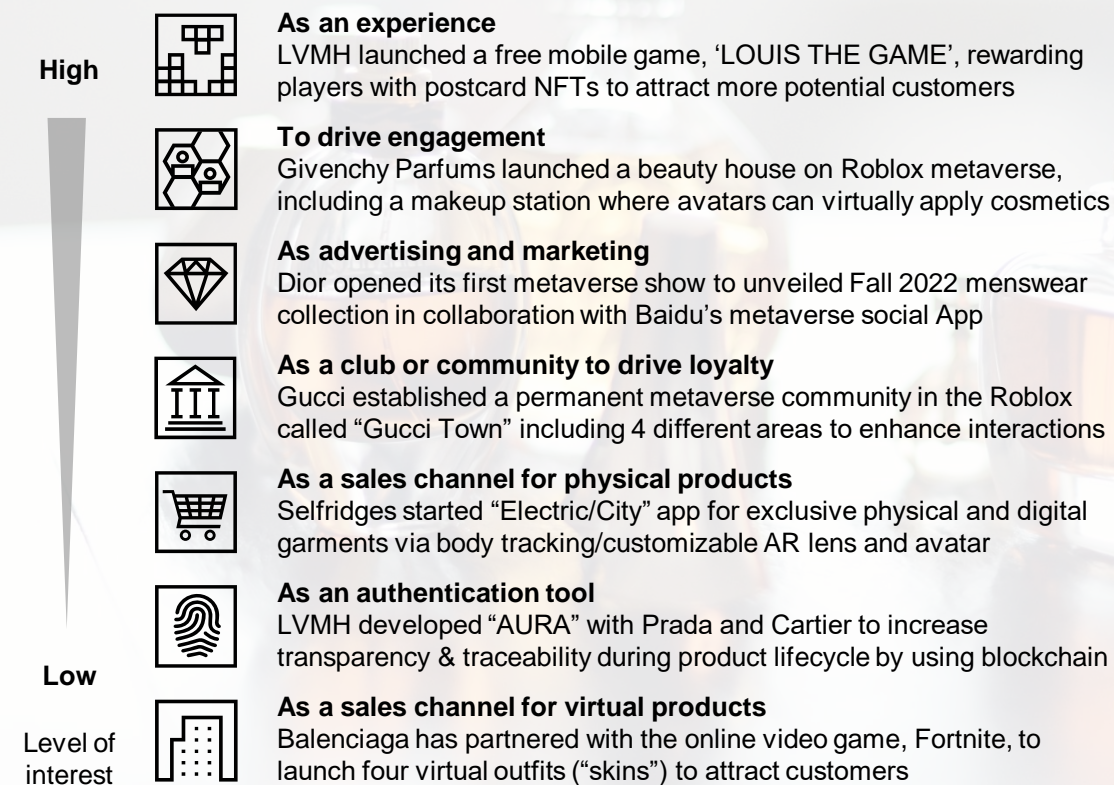 High
As an experience
LVMH launched a free mobile game, ‘LOUIS THE GAME’, rewarding
players with postcard NFTs to attract more potential customers
To drive engagement
Givenchy Parfums launched a beauty house on Roblox metaverse,
including a makeup station where avatars can virtually apply cosmetics
As advertising and marketing
Dior opened its first metaverse show to unveiled Fall 2022 menswear
collection in collaboration with Baidu’s metaverse social App
As a club or community to drive loyalty
Gucci established a permanent metaverse community in the Roblox
called “Gucci Town” including 4 different areas to enhance interactions
As a sales channel for physical products
Selfridges started “Electric/City” app for exclusive physical and digital
garments via body tracking/customizable AR lens and avatar
As an authentication tool
LVMH developed “AURA” with Prada and Cartier to increase
transparency & traceability during product lifecycle by using blockchain
Low
As a sales channel for virtual products
Balenciaga has partnered with the online video game, Fortnite, to
launch four virtual outfits (“skins”) to attract customers
Level of
interest